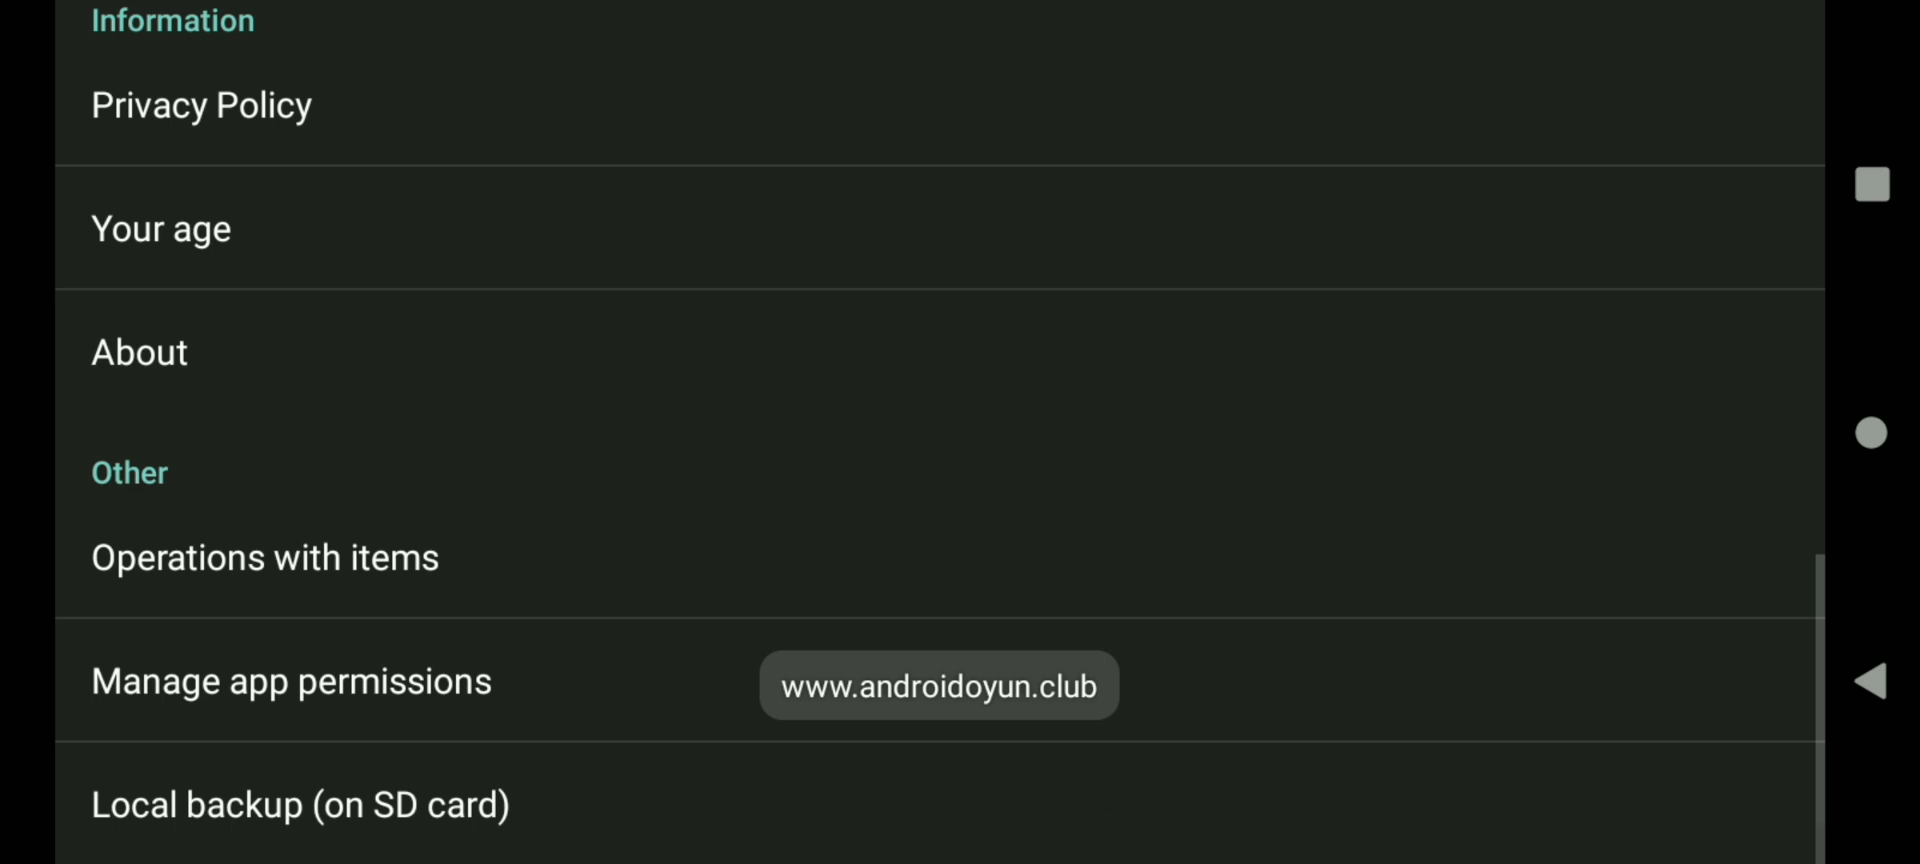 Information
Privacy Policy
Your age
About
Other
Operations with items
Manage app permissions
www.androidoyun.club
Local backup (on SD card)